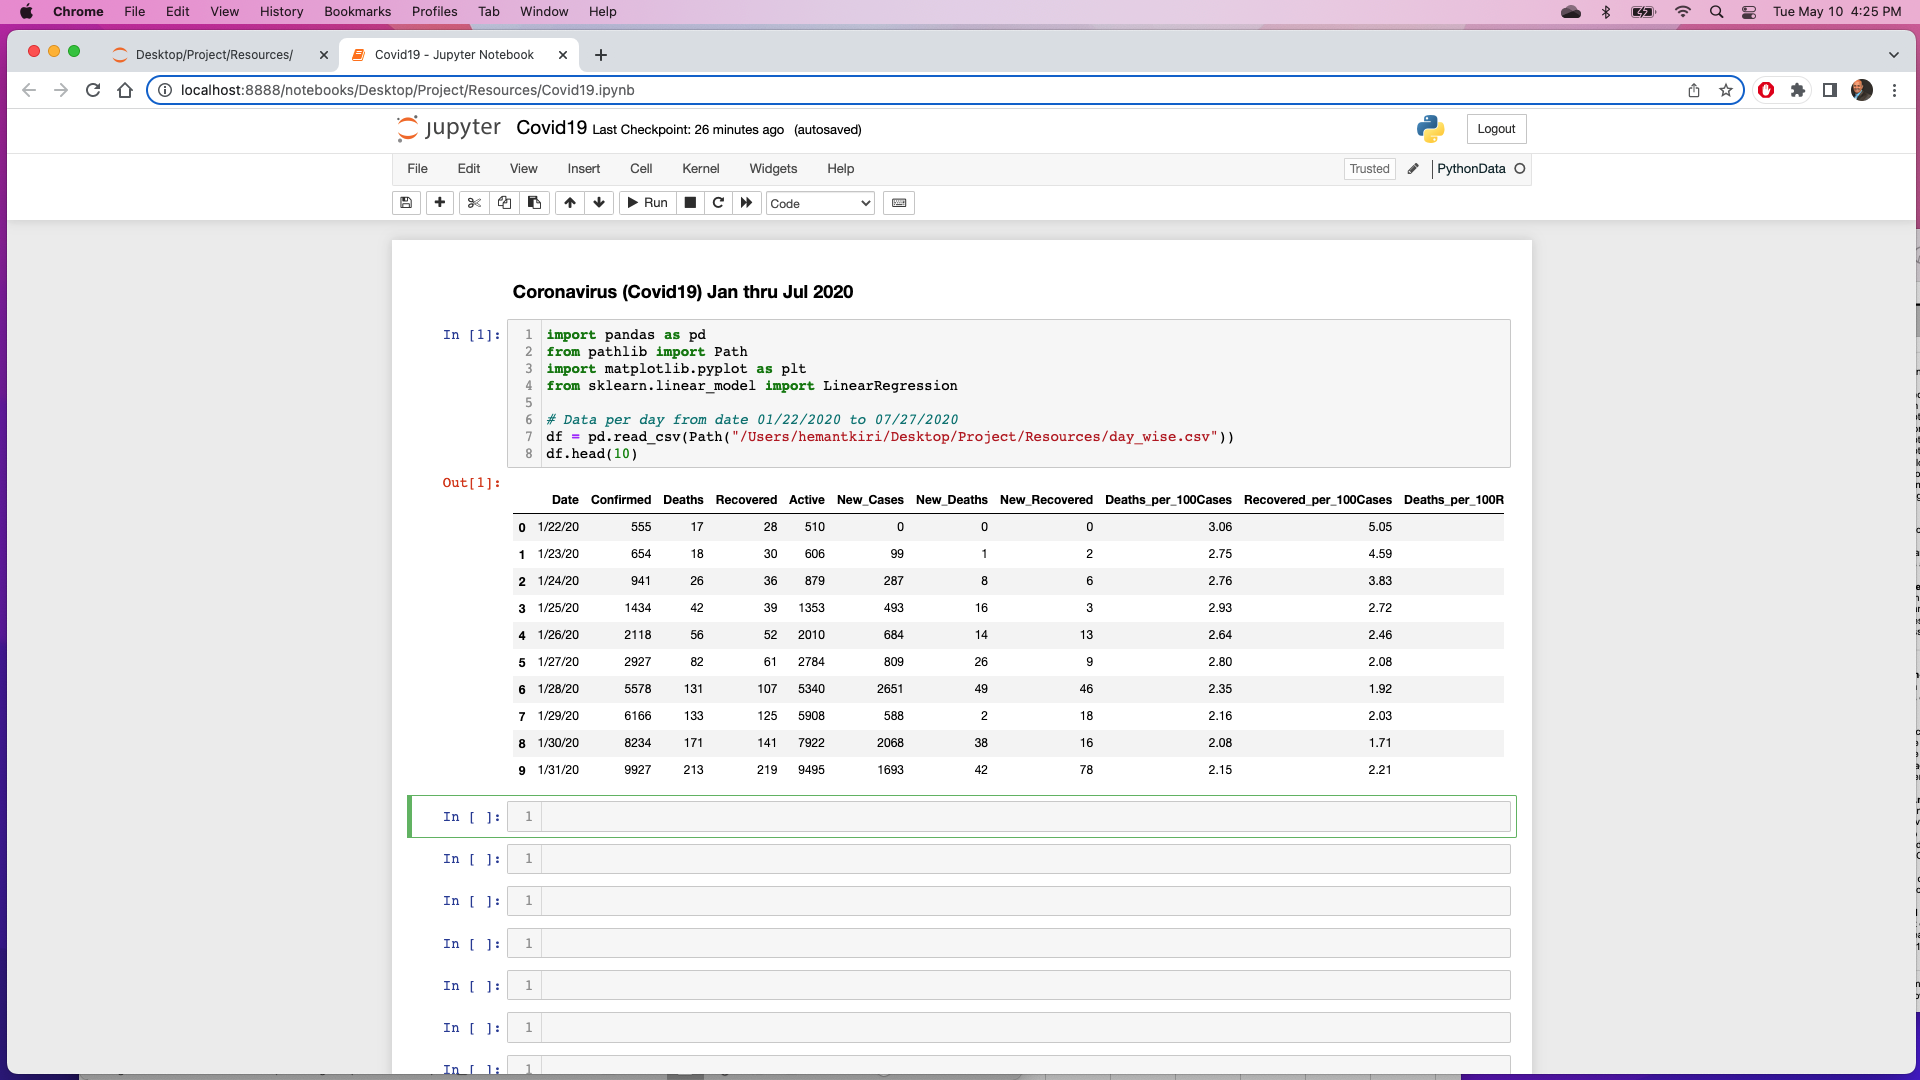 Chrome File Edit View History Bookmarks Profiles Tab Window Help Tue May 10 4:25 PM
Desktop/Project/Resources/ Covid19 - Jupyter Notebook
localhost:8888/notebooks/Desktop/Project/Resources/Covid19.ipynb
jupyter Covid19 Last Checkpoint: 26 minutes ago (autosaved) Logout
File Edit View Insert Cell Kernel Widgets Help Trusted PythonData
Run Code
Coronavirus (Covid19) Jan thru Jul 2020
In [1]: 1 import pandas as pd
2 from pathlib import Path
3 import matplotlib.pyplot as plt
4 from sklearn.linear_model import LinearRegression
5
6 # Data per day from date 01/22/2020 to 07/27/2020
7 df = pd.read_csv(Path("/Users/hemantkiri/Desktop/Project/Resources/day_wise.csv"))
8 df.head(10)
Out[1]:
Date Confirmed Deaths Recovered Active New_Cases New_Deaths New_Recovered Deaths_per_100Cases Recovered_per_100Cases Deaths_per_100R
0 1/22/20 555 17 28 510 0 0 0 3.06 5.05
1 1/23/20 654 18 30 606 99 1 2 2.75 4.59
2 1/24/20 941 26 36 879 287 8 6 2.76 3.83
3 1/25/20 1434 42 39 1353 493 16 3 2.93 2.72
4 1/26/20 2118 56 52 2010 684 14 13 2.64 2.46
5 1/27/20 2927 82 61 2784 809 26 9 2.80 2.08
6 1/28/20 5578 131 107 5340 2651 49 46 2.35 1.92
7 1/29/20 6166 133 125 5908 588 2 18 2.16 2.03
8 1/30/20 8234 171 141 7922 2068 38 16 2.08 1.71
9 1/31/20 9927 213 219 9495 1693 42 78 2.15 2.21
In [ ]: 1
In [ ]: 1
In [ ]: 1
In [ ]: 1
In [ ]: 1
In [ ]: 1
In [ ]: 1